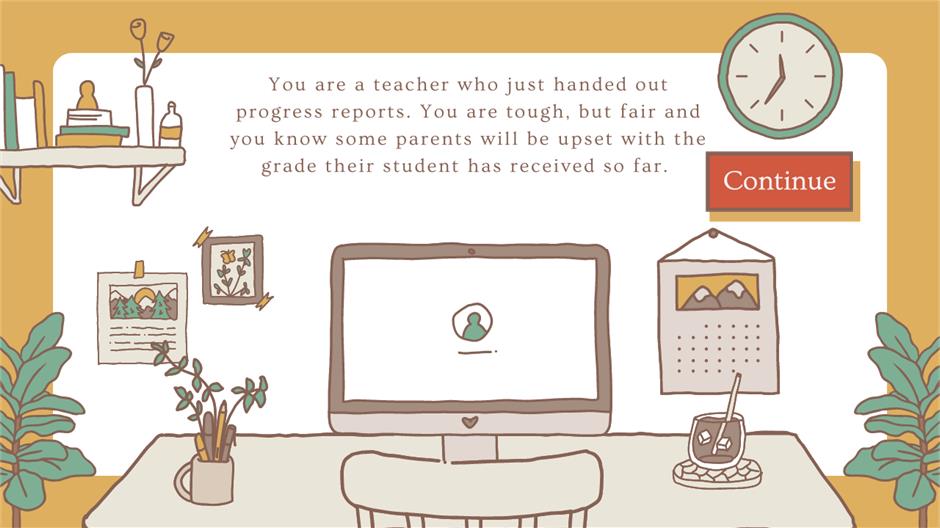 You are a teacher who just handed out
progress reports. You are tough, but fair and
you know some parents will be upset with the
grade their student has received so far.
Continue